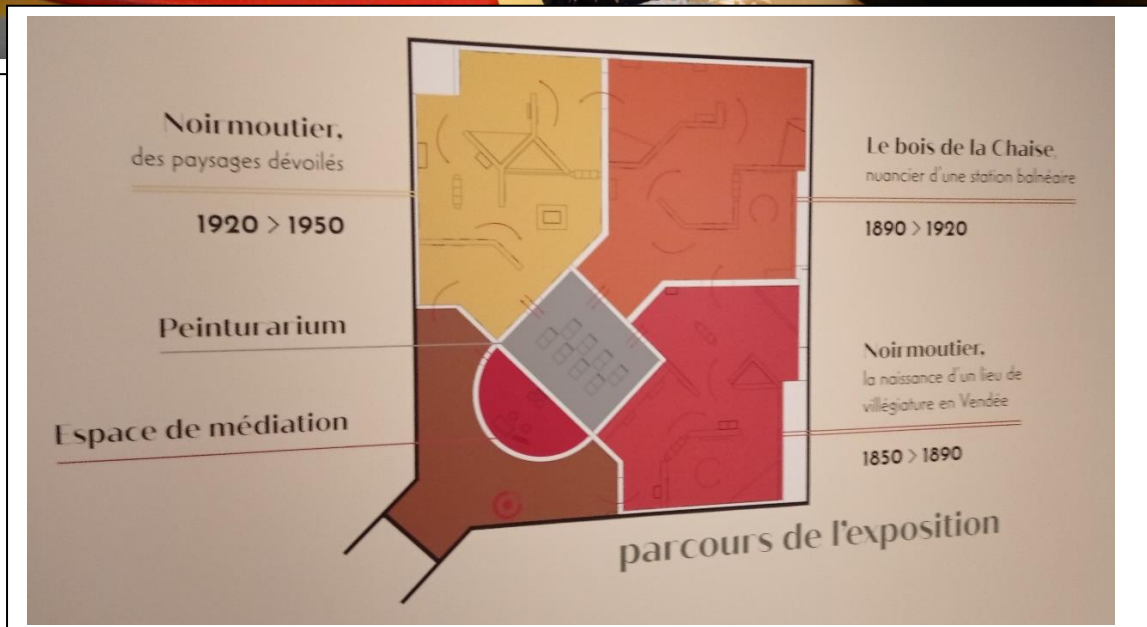 Noirmoutier,
des paysages dévoilés
1920 > 1950
Peinturarium
Espace de médiation
Le bois de la Chaise,
nuancier d'une station balnéaire
1890 > 1920
Noirmoutier,
la naissance d'un lieu de
villégiature en Vendée
1850 > 1890
parcours de l'exposition